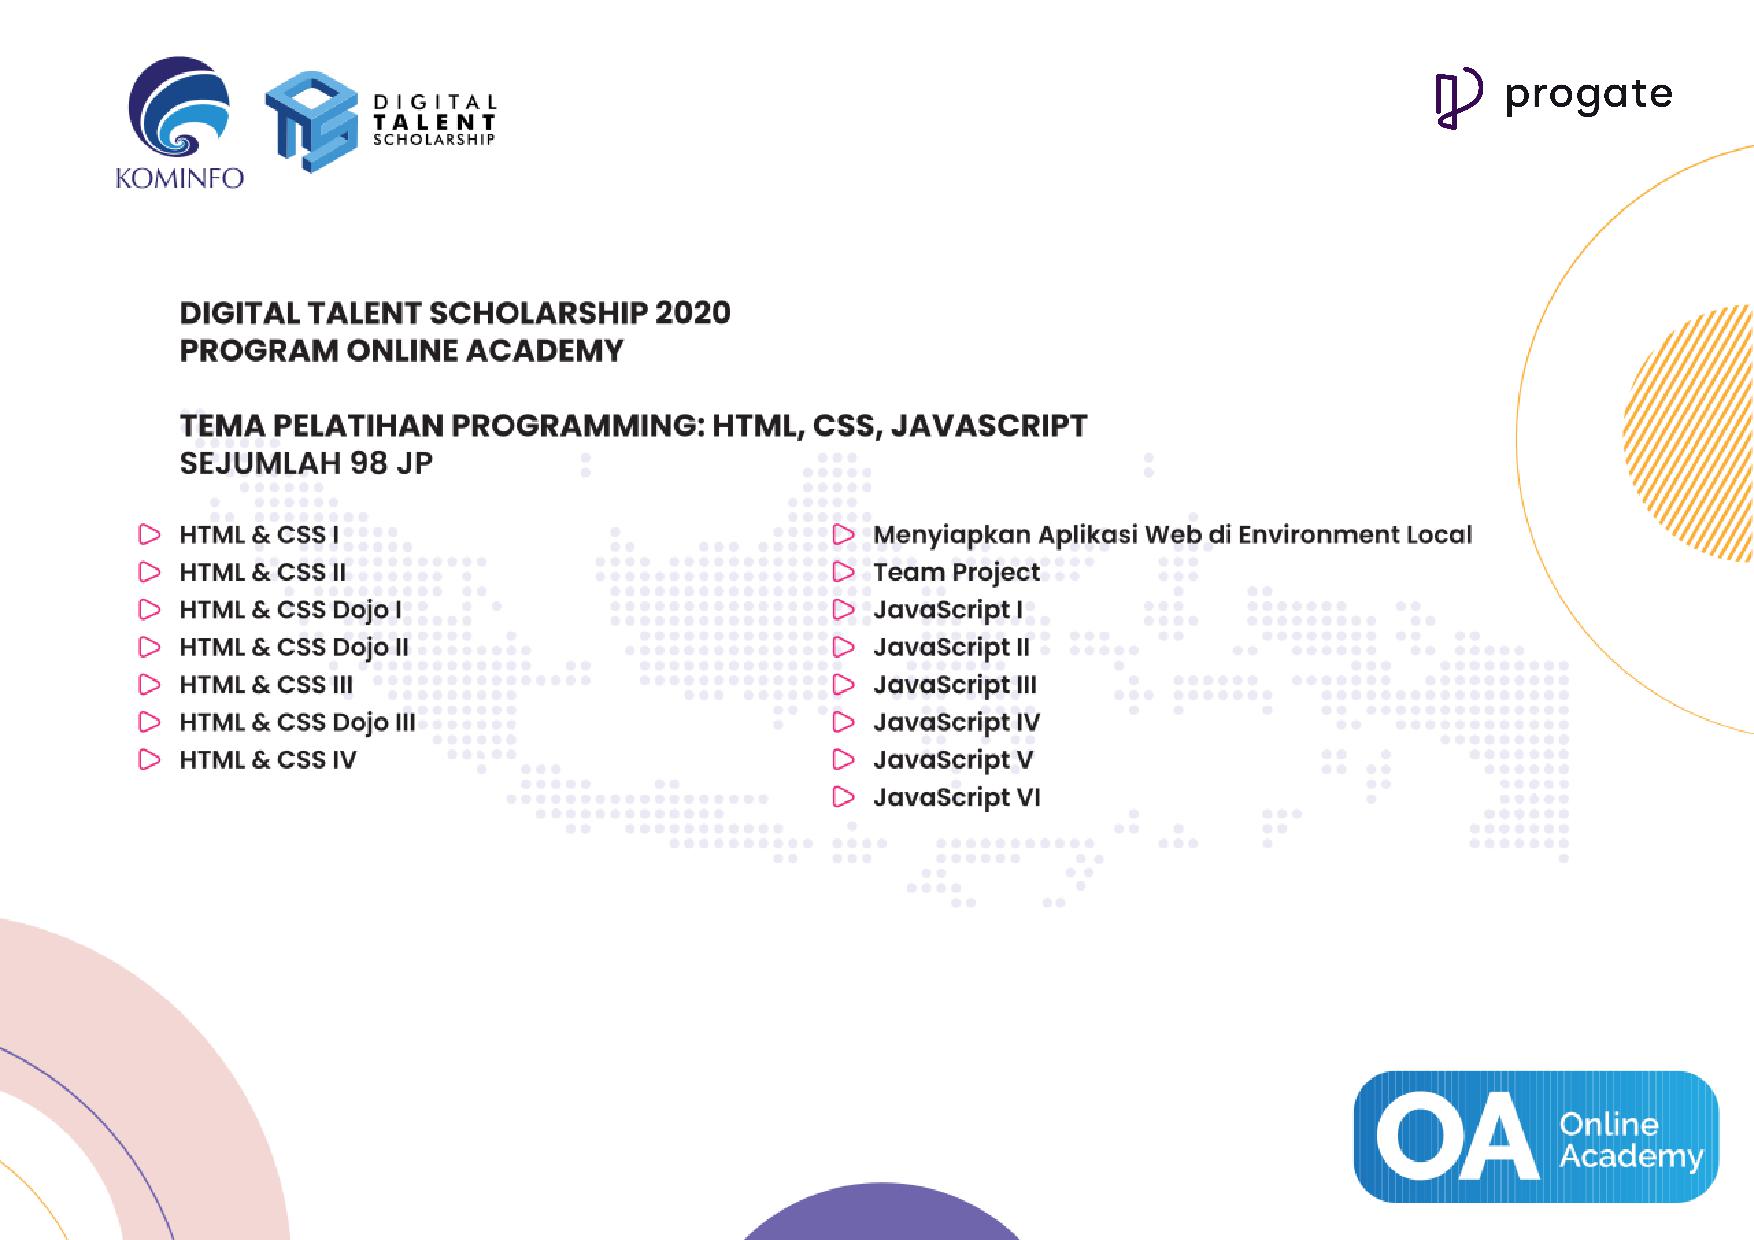 KOMINFO
DIGITAL
TALENT
SCHOLARSHIP
progate
DIGITAL TALENT SCHOLARSHIP 2020
PROGRAM ONLINE ACADEMY
TEMA PELATIHAN PROGRAMMING: HTML, CSS, JAVASCRIPT
SEJUMLAH 98 JP
HTML & CSS I
HTML & CSS II
HTML & CSS Dojo I
HTML & CSS Dojo II
HTML & CSS III
HTML & CSS Dojo III
HTML & CSS IV
Menyiapkan Aplikasi Web di Environment Local
Team Project
JavaScript I
JavaScript II
JavaScript III
JavaScript IV
JavaScript V
JavaScript VI
OA
Online
Academy